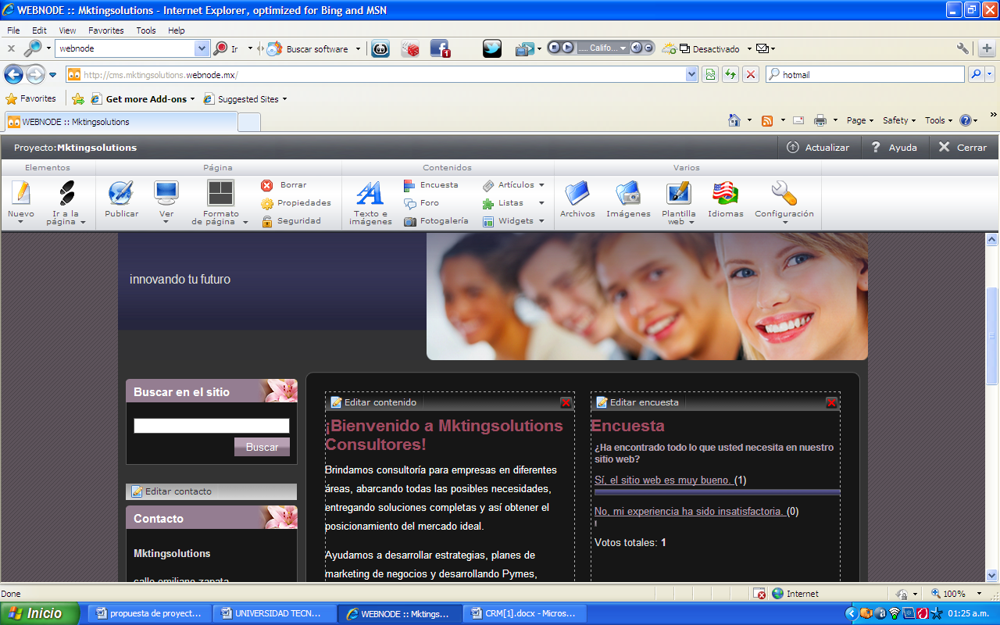 WEBNODE :: Mktingsolutions - Internet Explorer, optimized for Bing and MSN
File Edit View Favorites Tools Help
webnode Ir Buscar software 1 ..... Califo... Desactivado
http://cms.mktingsolutions.webnode.mx/ hotmail
Favorites Get more Add-ons Suggested Sites
WEBNODE :: Mktingsolutions Page Safety Tools
Proyecto:Mktingsolutions Actualizar Ayuda Cerrar
Elementos Página Contenidos Varios
Nuevo
Ir a la
página
Publicar
Ver
Formato
de página
Borrar
Propiedades
Seguridad
Texto e
imágenes
Encuesta
Foro
Fotogalería
Artículos
Listas
Widgets
Archivos
Imágenes
Plantilla
web
Idiomas
Configuración
innovando tu futuro
Buscar en el sitio
Buscar
Editar contacto
Contacto
Mktingsolutions
calle emiliano zapata
Editar contenido
¡Bienvenido a Mktingsolutions
Consultores!
Brindamos consultoría para empresas en diferentes
áreas, abarcando todas las posibles necesidades,
entregando soluciones completas y así obtener el
posicionamiento del mercado ideal.
Ayudamos a desarrollar estrategias, planes de
marketing de negocios y desarrollando Pymes,
Editar encuesta
Encuesta
¿Ha encontrado todo lo que usted necesita en nuestro
sitio web?
Sí, el sitio web es muy bueno. (1)
No, mi experiencia ha sido insatisfactoria. (0)
Votos totales: 1
Done Internet 100%
Inicio propuesta de proyect... UNIVERSIDAD TECN... WEBNODE :: Mktings... CRM[1].docx - Micros... 01:25 a.m.